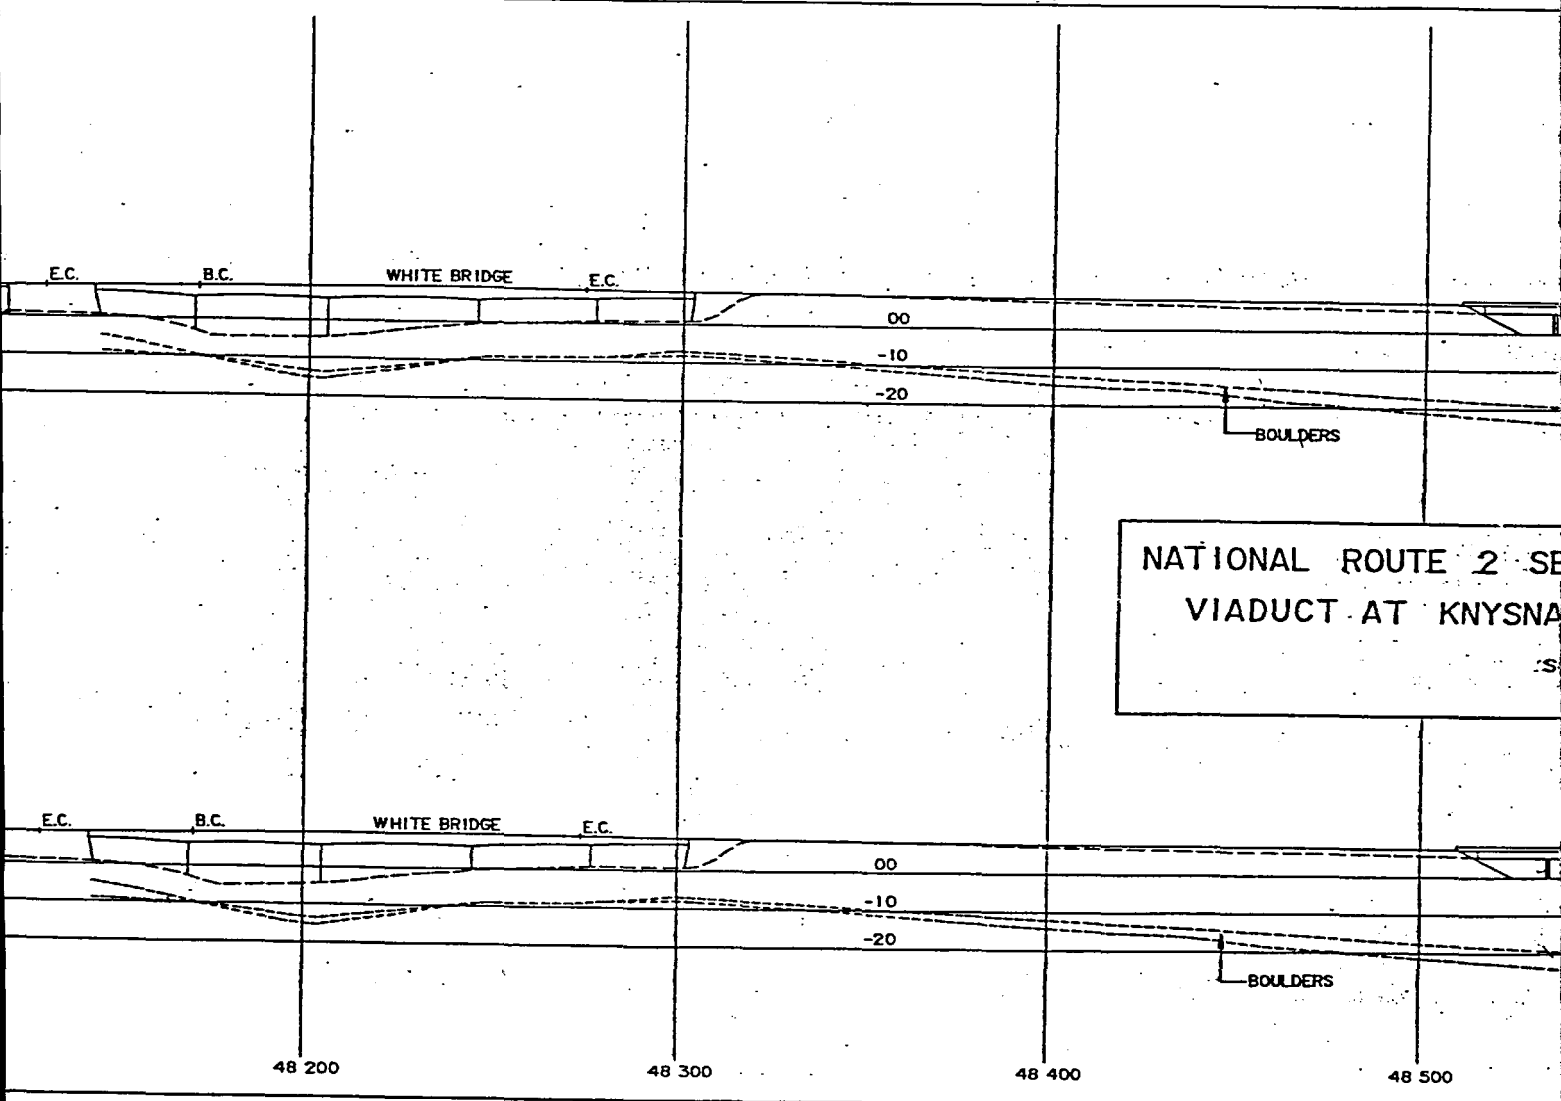 E.C. B.C. WHITE BRIDGE E.C.
00
-10
-20
BOULDERS
NATIONAL ROUTE 2
VIADUCT AT KNYSNA
E.C. B.C. WHITE BRIDGE E.C.
00
-10
-20
BOULDERS
48 200 48 300 48 400 48 500